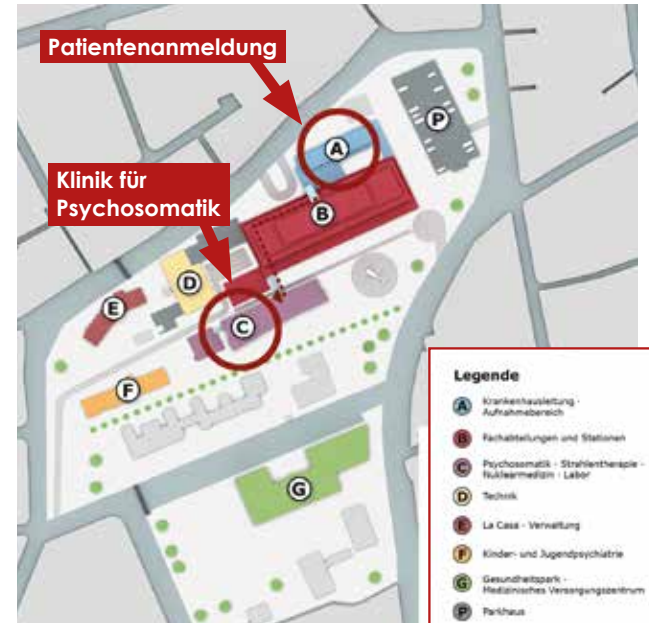 Patientenanmeldung
Klinik für
Psychosomatik
A
P
B
D
E
C
F
G
Legende
A Krankenhausleitung -
Aufnahmebereich
B Fachabteilungen und Stationen
C Psychosomatik - Strahlentherapie -
Nuklearmedizin - Labor
D Technik
E La Casa - Verwaltung
F Kinder- und Jugendpsychiatrie
G Gesundheitspark -
Medizinisches Versorgungszentrum
P Parkhaus